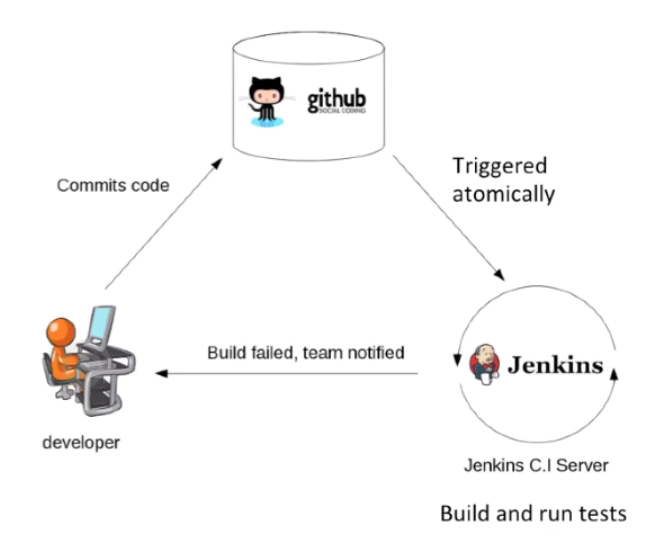 github
SOCIAL CODING
Commits code
Triggered
atomically
Build failed, team notified
Jenkins
developer
Jenkins C.I Server
Build and run tests